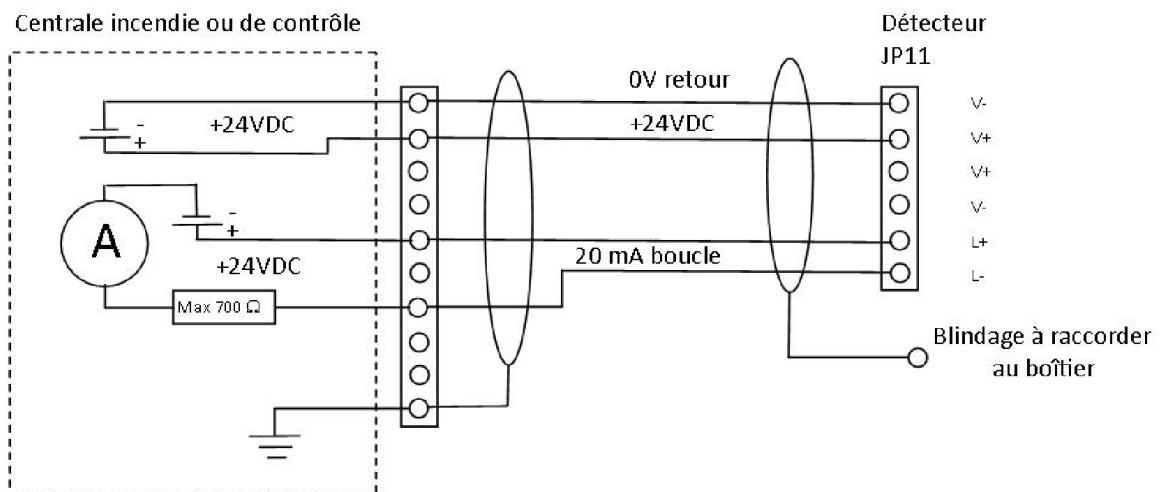 Centrale incendie ou de contrôle
Détecteur
JP11
0V retour
V-
-
+24VDC
+24VDC
V+
+
V+
-
V-
A
+
L+
20 mA boucle
+24VDC
L-
Max 700 Ω
Blindage à raccorder
au boîtier